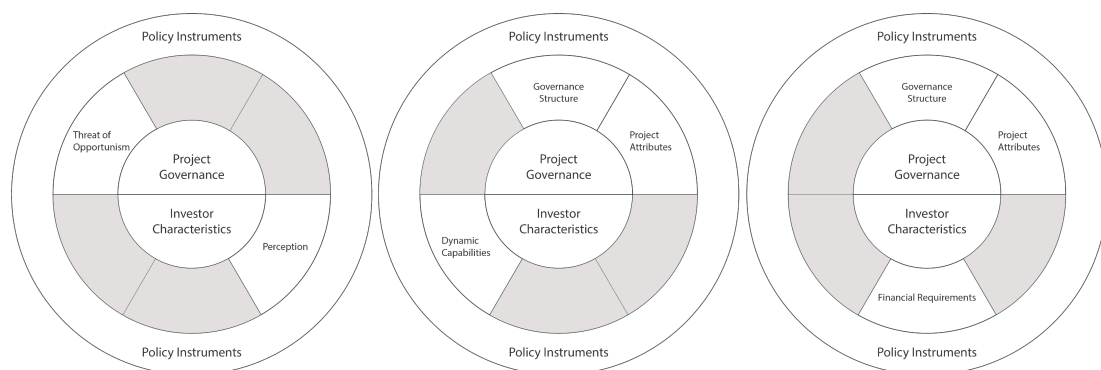 Policy Instruments
Threat of
Opportunism
Project
Governance
Investor
Characteristics
Perception
Policy Instruments
Policy Instruments
Governance
Structure
Project
Attributes
Project
Governance
Investor
Characteristics
Dynamic
Capabilities
Policy Instruments
Policy Instruments
Governance
Structure
Project
Attributes
Project
Governance
Investor
Characteristics
Financial Requirements
Policy Instruments